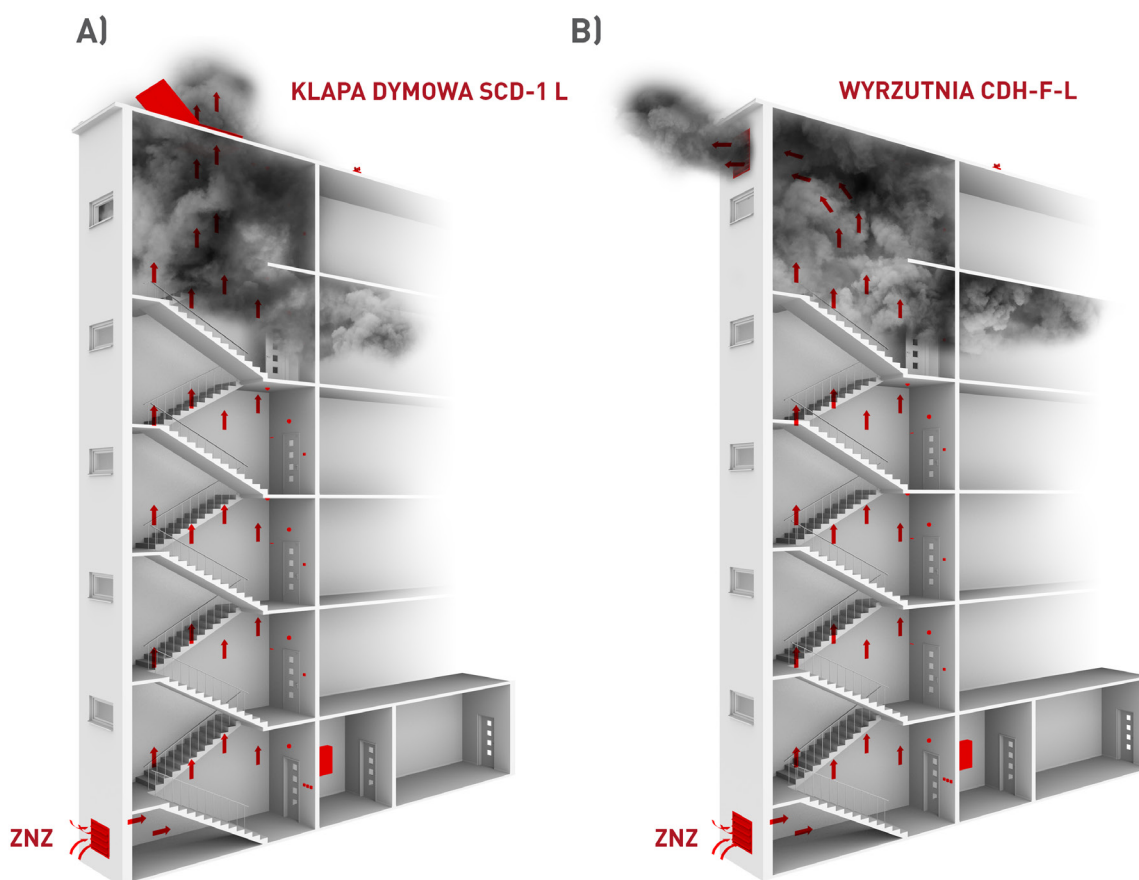 A)
KLAPA DYMOWA SCD-1 L
B)
WYRZUTNIA CDH-F-L
ZNZ
ZNZ